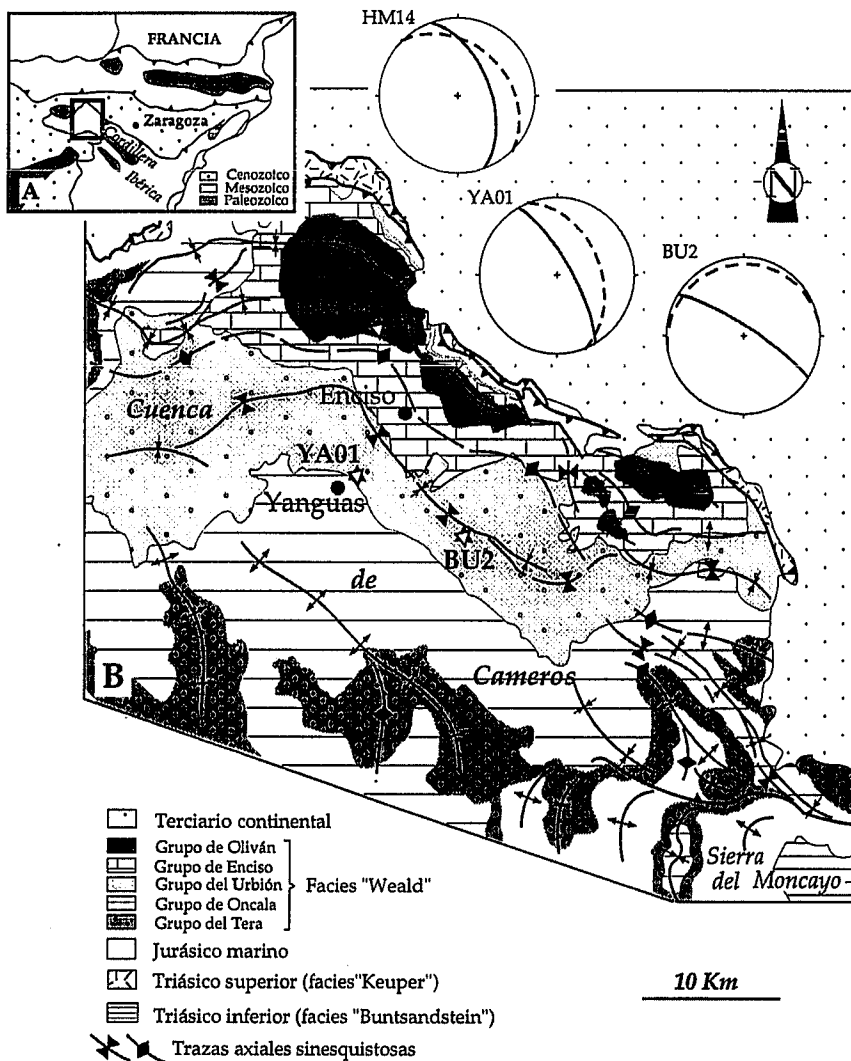 HM14
FRANCIA
Zaragoza
Cordillera
Ibérica
Cenozoico
Mesozoico
Paleozoico
A
N
YA01
BU2
Enciso
Cuenca
YA01
Yanguas
BU2
de
Cameros
B
Sierra
del Moncayo
Terciario continental
Grupo de Oliván
Grupo de Enciso
Grupo del Urbión
Grupo de Oncala
Grupo del Tera
Facies "Weald"
Jurásico marino
Triásico superior (facies"Keuper")
Triásico inferior (facies "Buntsandstein")
Trazas axiales sinesquistosas
10 Km